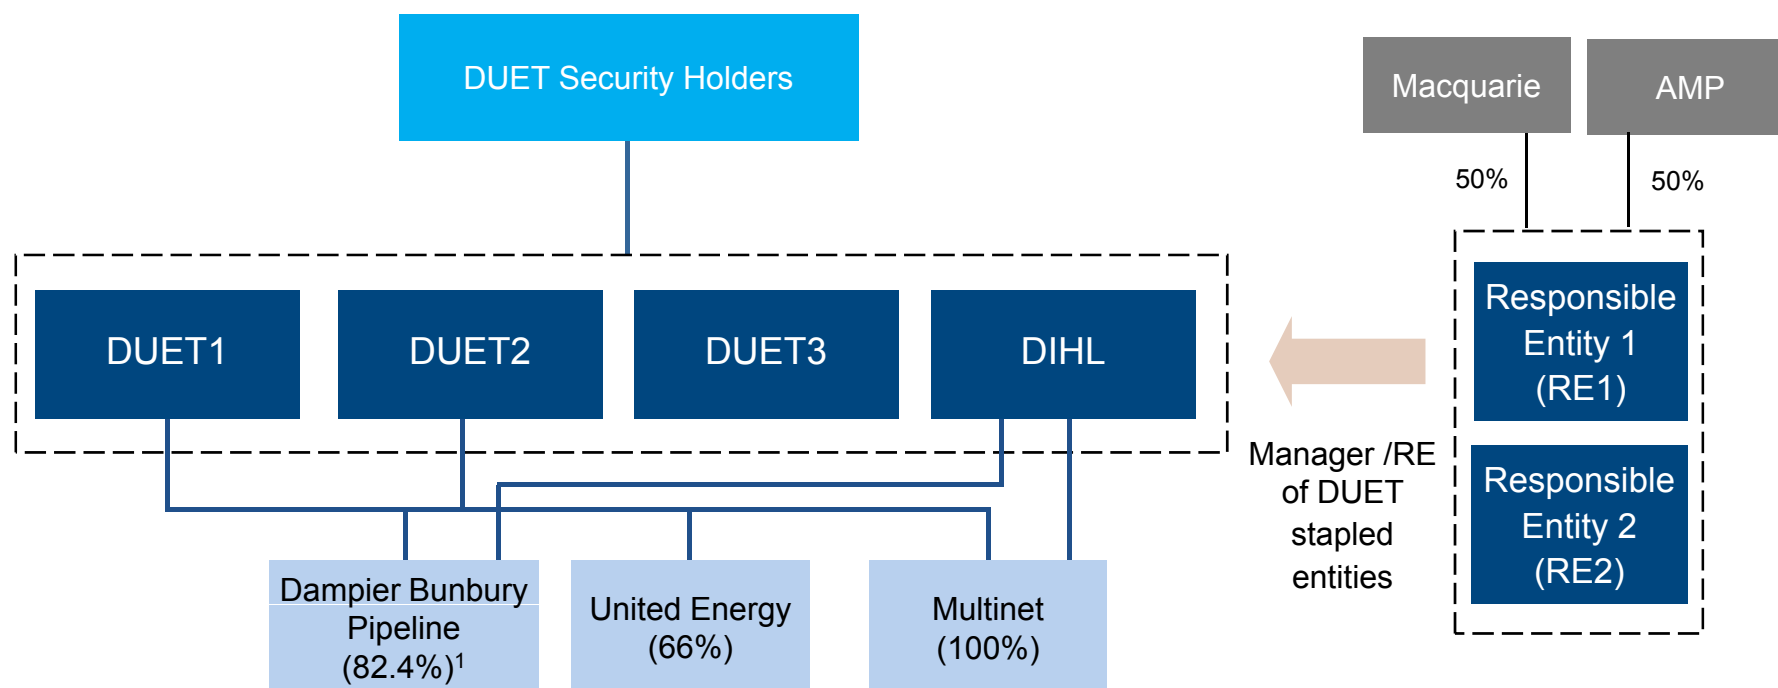 DUET Security Holders
Macquarie
AMP
50%
50%
DUET1
DUET2
DUET3
DIHL
Responsible
Entity 1
(RE1)
Manager /RE
of DUET
stapled
entities
Responsible
Entity 2
(RE2)
Dampier Bunbury
Pipeline
(82.4%)¹
United Energy
(66%)
Multinet
(100%)